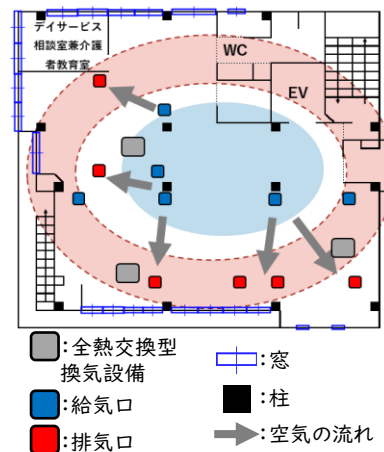 デイサービス
相談室兼介護
者教育室
WC
EV
:全熱交換型
換気設備
:給気口
:排気口
:窓
:柱
:空気の流れ